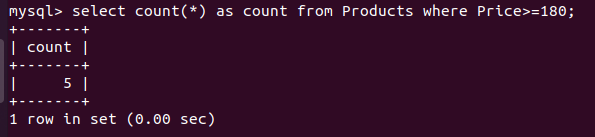 mysql> select count(*) as count from Products where Price>=180;
+-------+
| count |
+-------+
|     5 |
+-------+
1 row in set (0.00 sec)